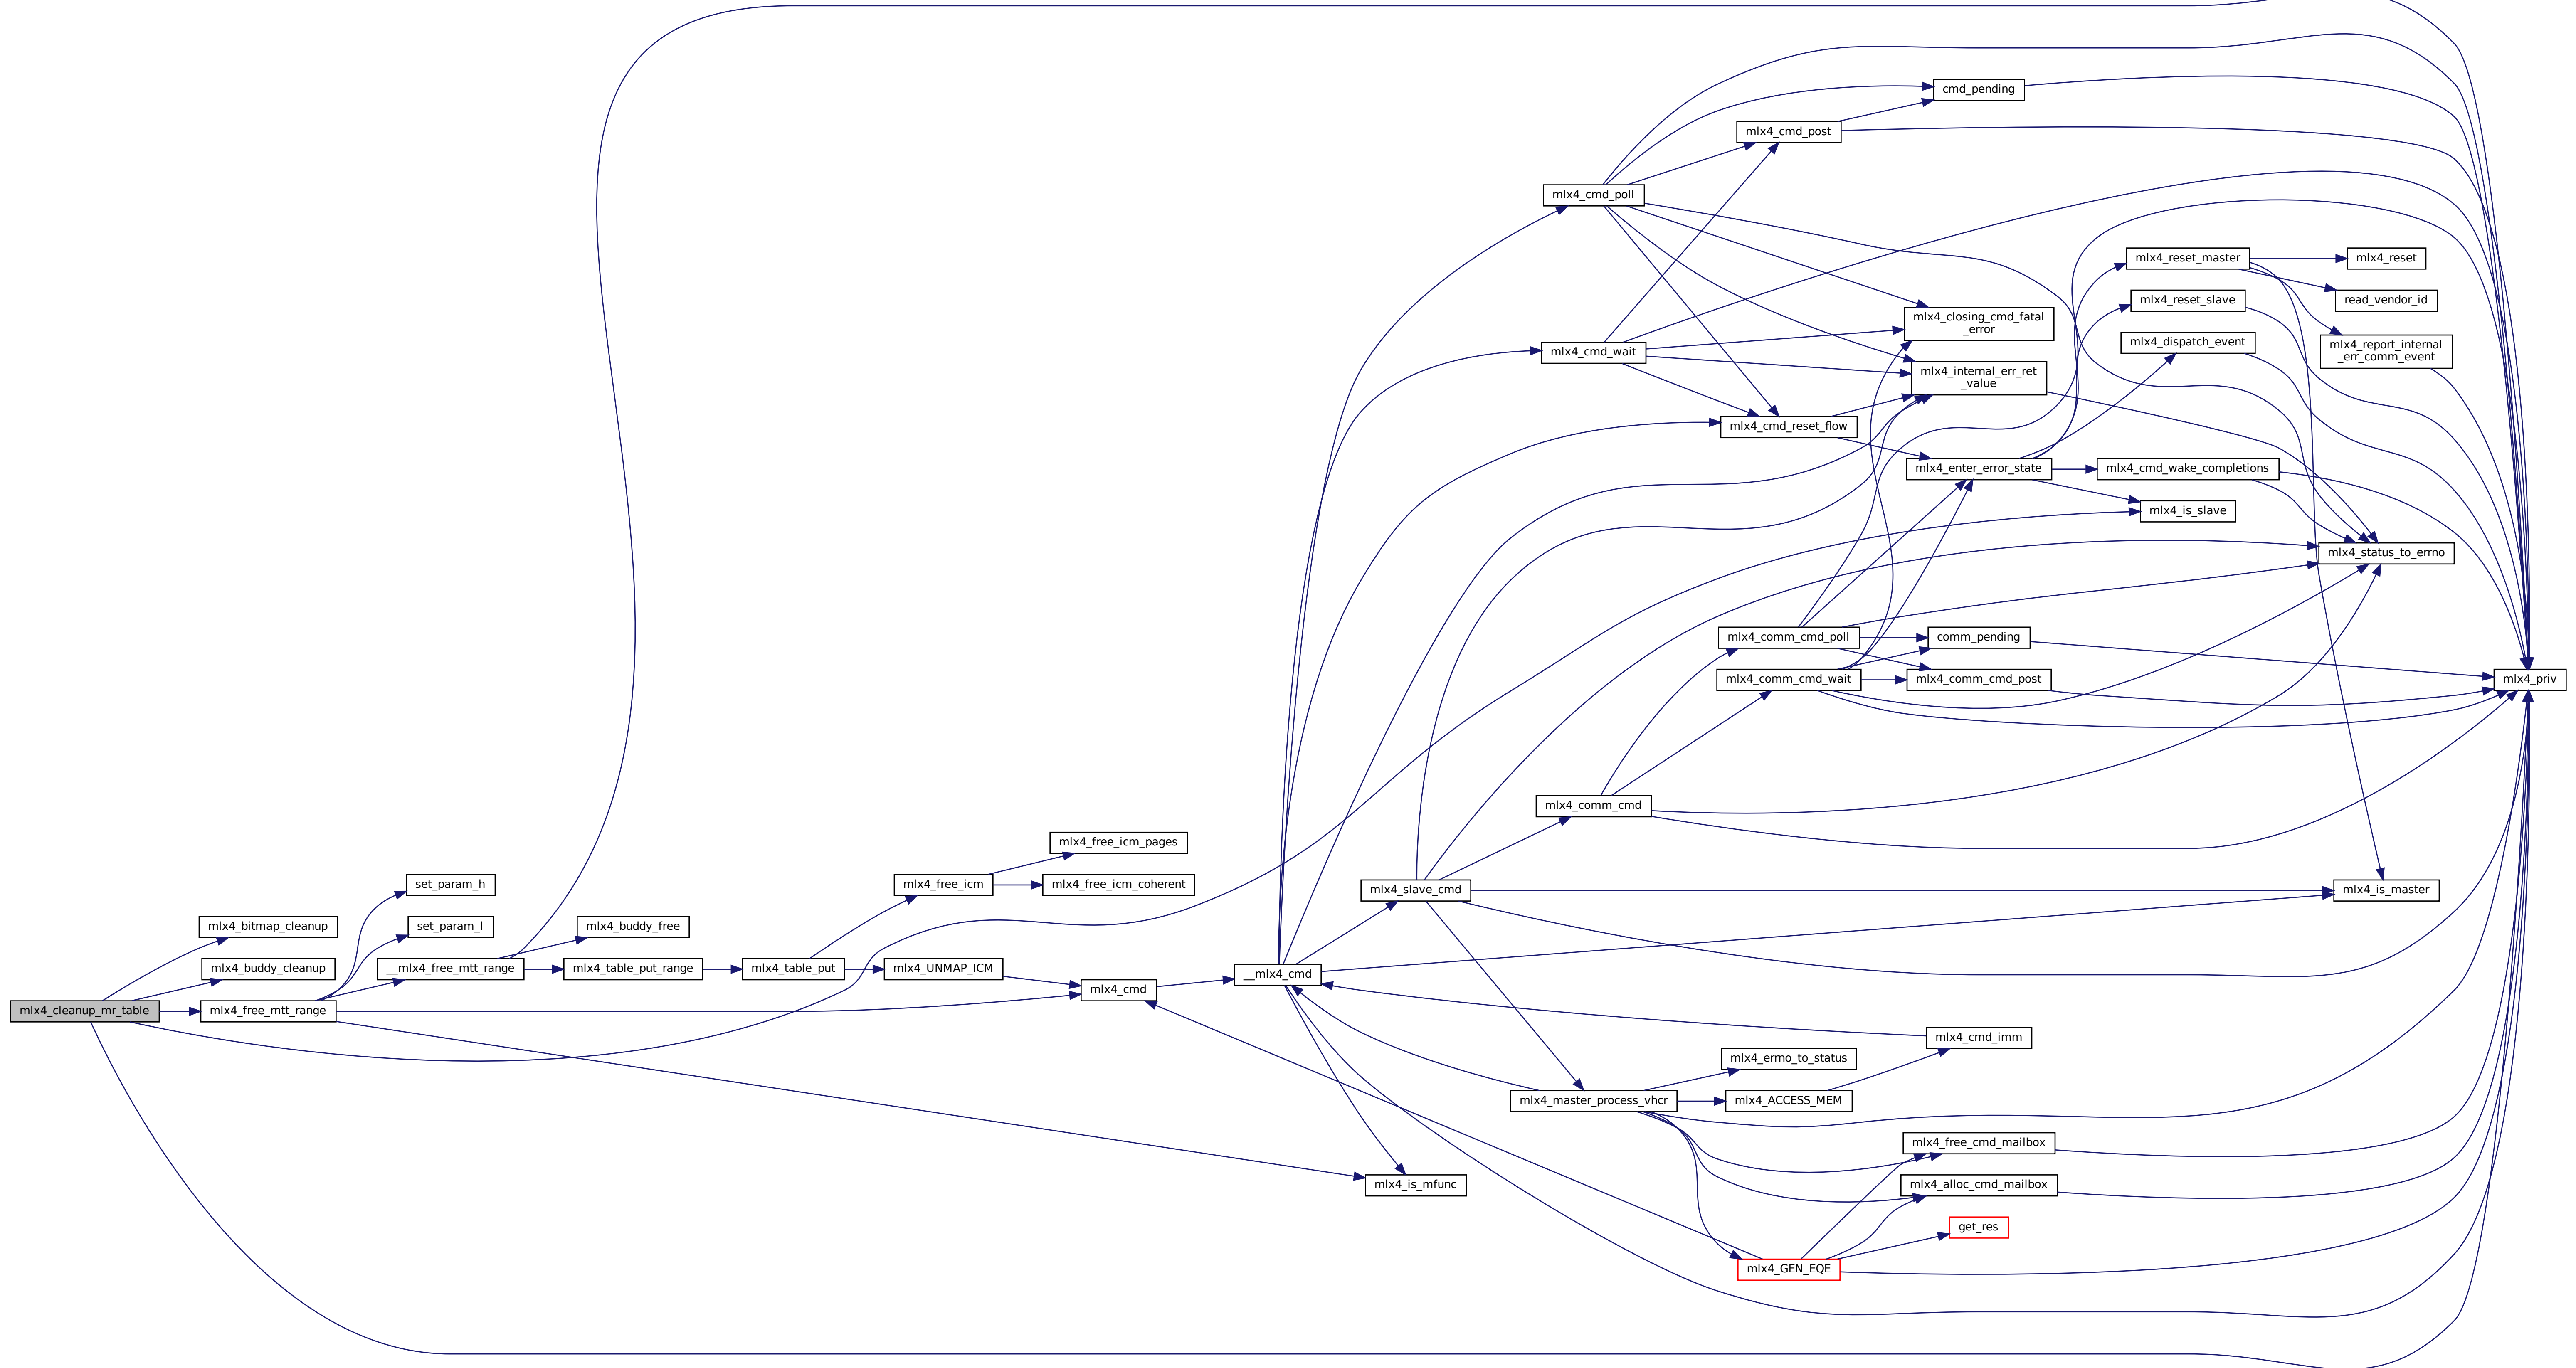 cmd_pending
mlx4_cmd_post
mlx4_cmd_poll
mlx4_reset_master
mlx4_reset
mlx4_reset_slave
read_vendor_id
mlx4_closing_cmd_fatal
_error
mlx4_dispatch_event
mlx4_report_internal
_err_comm_event
mlx4_cmd_wait
mlx4_internal_err_ret
_value
mlx4_cmd_reset_flow
mlx4_enter_error_state
mlx4_cmd_wake_completions
mlx4_is_slave
mlx4_status_to_errno
mlx4_comm_cmd_poll
comm_pending
mlx4_comm_cmd_wait
mlx4_comm_cmd_post
mlx4_priv
mlx4_comm_cmd
mlx4_free_icm_pages
set_param_h
mlx4_free_icm
mlx4_free_icm_coherent
mlx4_slave_cmd
mlx4_is_master
mlx4_bitmap_cleanup
set_param_l
mlx4_buddy_free
mlx4_buddy_cleanup
__mlx4_free_mtt_range
mlx4_table_put_range
mlx4_table_put
mlx4_UNMAP_ICM
__mlx4_cmd
mlx4_cmd
mlx4_cleanup_mr_table
mlx4_free_mtt_range
mlx4_cmd_imm
mlx4_errno_to_status
mlx4_master_process_vhcr
mlx4_ACCESS_MEM
mlx4_free_cmd_mailbox
mlx4_is_mfunc
mlx4_alloc_cmd_mailbox
get_res
mlx4_GEN_EQE